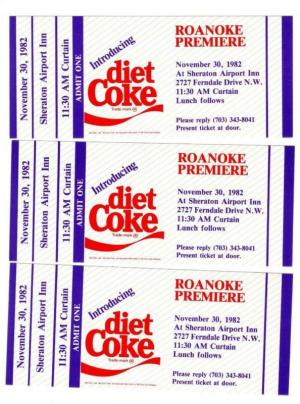 November 30, 1982
Sheraton Airport Inn
11:30 AM Curtain
ADMIT ONE
Introducing
diet
Coke
Trade-mark ®
ROANOKE
PREMIERE
November 30, 1982
At Sheraton Airport Inn
2727 Ferndale Drive N.W.
11:30 AM Curtain
Lunch follows
Please reply (703) 343-8041
Present ticket at door.
November 30, 1982
Sheraton Airport Inn
11:30 AM Curtain
ADMIT ONE
Introducing
diet
Coke
Trade-mark ®
ROANOKE
PREMIERE
November 30, 1982
At Sheraton Airport Inn
2727 Ferndale Drive N.W.
11:30 AM Curtain
Lunch follows
Please reply (703) 343-8041
Present ticket at door.
November 30, 1982
Sheraton Airport Inn
11:30 AM Curtain
ADMIT ONE
Introducing
diet
Coke
Trade-mark ®
ROANOKE
PREMIERE
November 30, 1982
At Sheraton Airport Inn
2727 Ferndale Drive N.W.
11:30 AM Curtain
Lunch follows
Please reply (703) 343-8041
Present ticket at door.